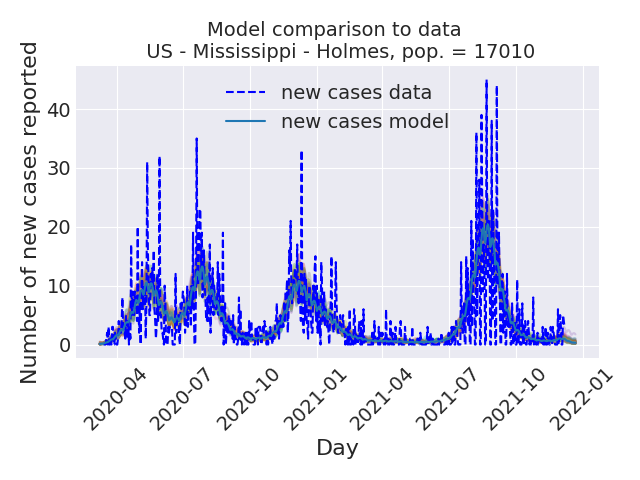 Model comparison to data
US - Mississippi - Holmes, pop. = 17010
Number of new cases reported
new cases data
new cases model
40
30
20
10
0
2020-04
2020-07
2020-10
2021-01
2021-04
2021-07
2021-10
2022-01
Day